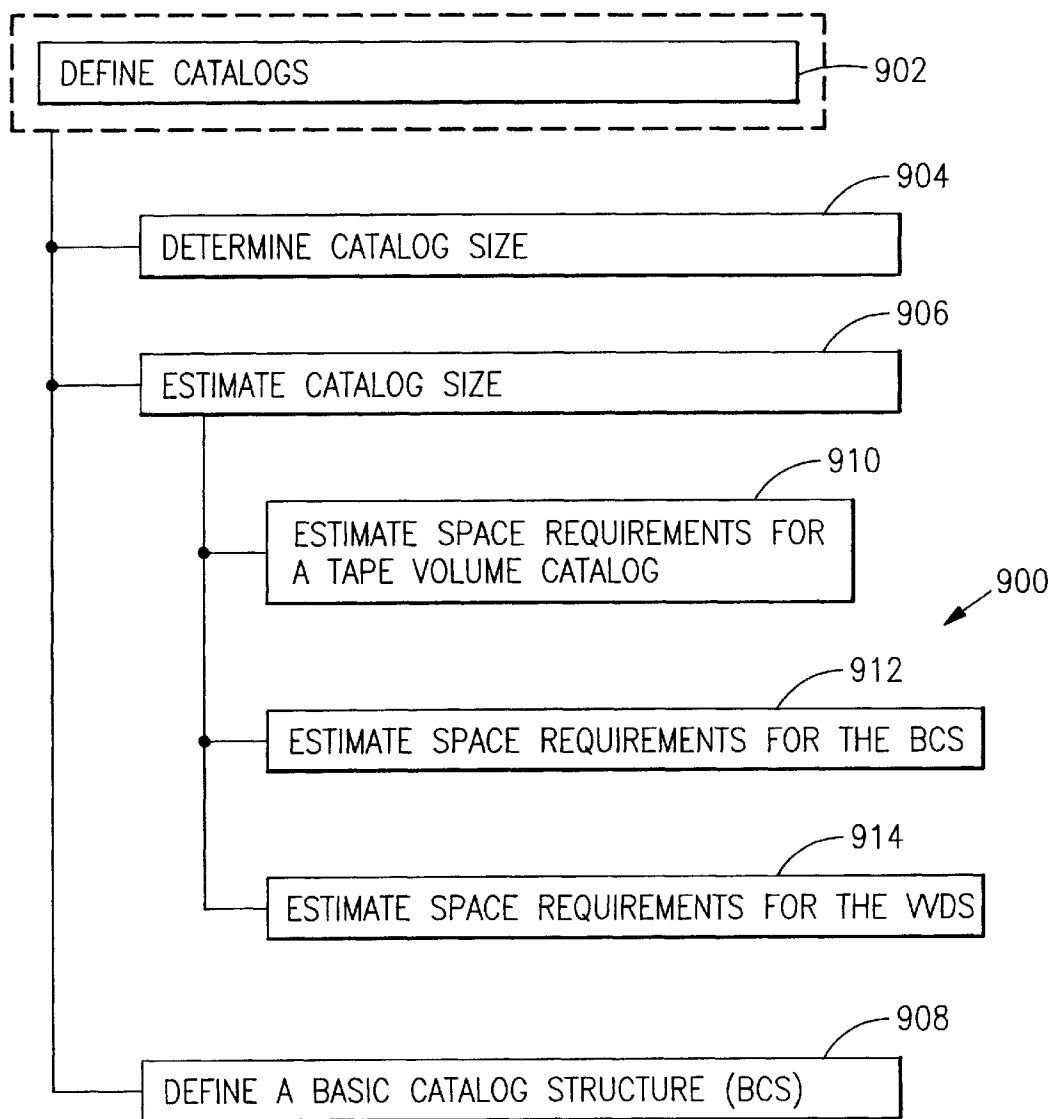 DEFINE CATALOGS
902
904
DETERMINE CATALOG SIZE
906
ESTIMATE CATALOG SIZE
910
ESTIMATE SPACE REQUIREMENTS FOR
A TAPE VOLUME CATALOG
900
912
ESTIMATE SPACE REQUIREMENTS FOR THE BCS
914
ESTIMATE SPACE REQUIREMENTS FOR THE VVDS
908
DEFINE A BASIC CATALOG STRUCTURE (BCS)